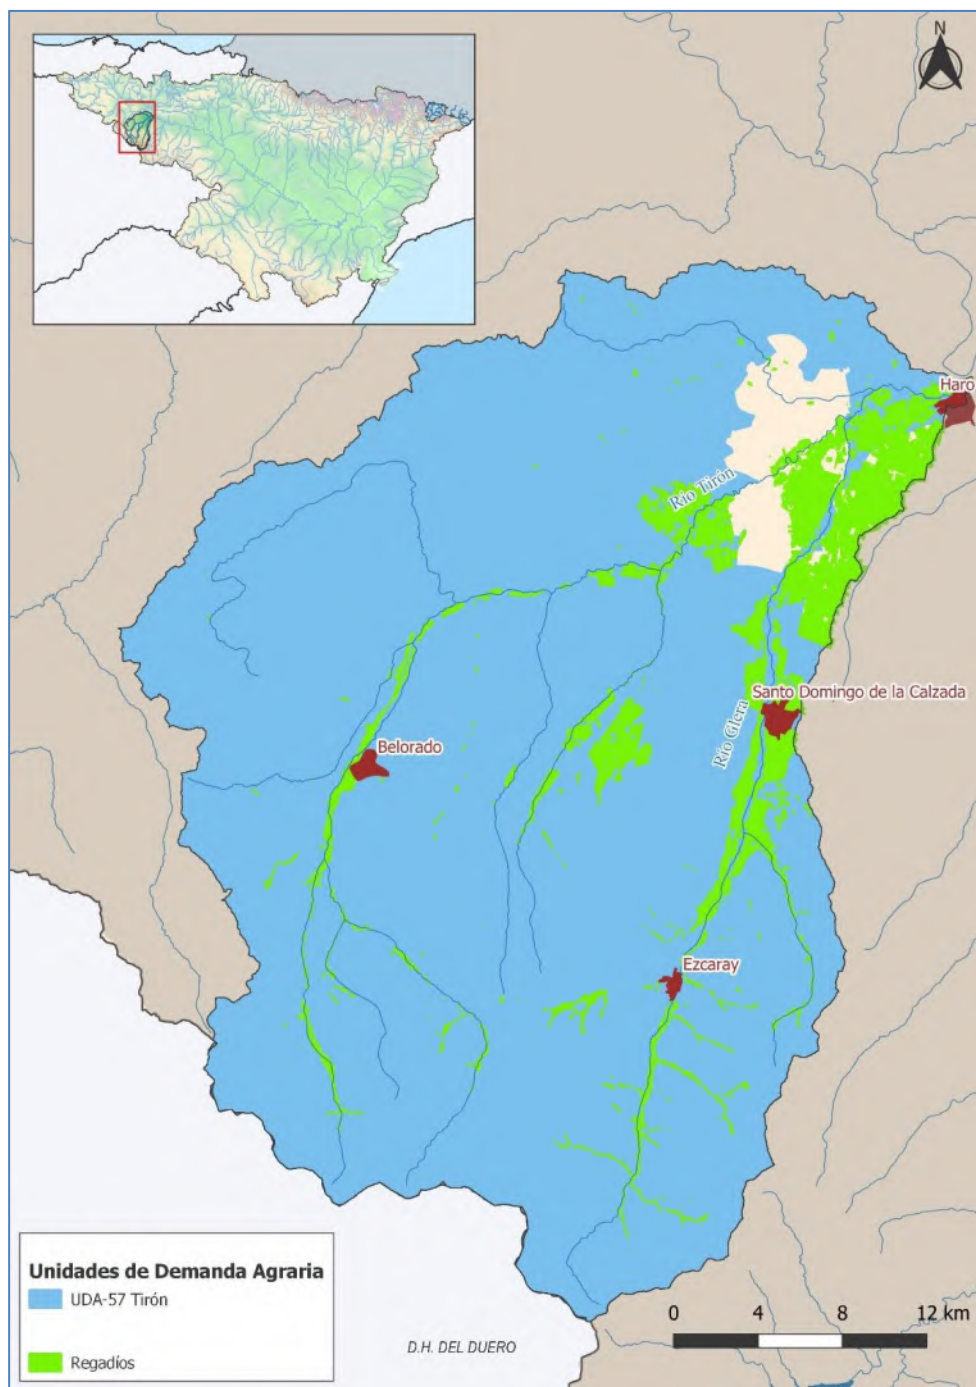 N
Haro
Río Tirón
Santo Domingo de la Calzada
Río Glera
Belorado
Ezcaray
Unidades de Demanda Agraria
UDA-57 Tirón
Regadíos
0 4 8 12 km
D.H. DEL DUERO